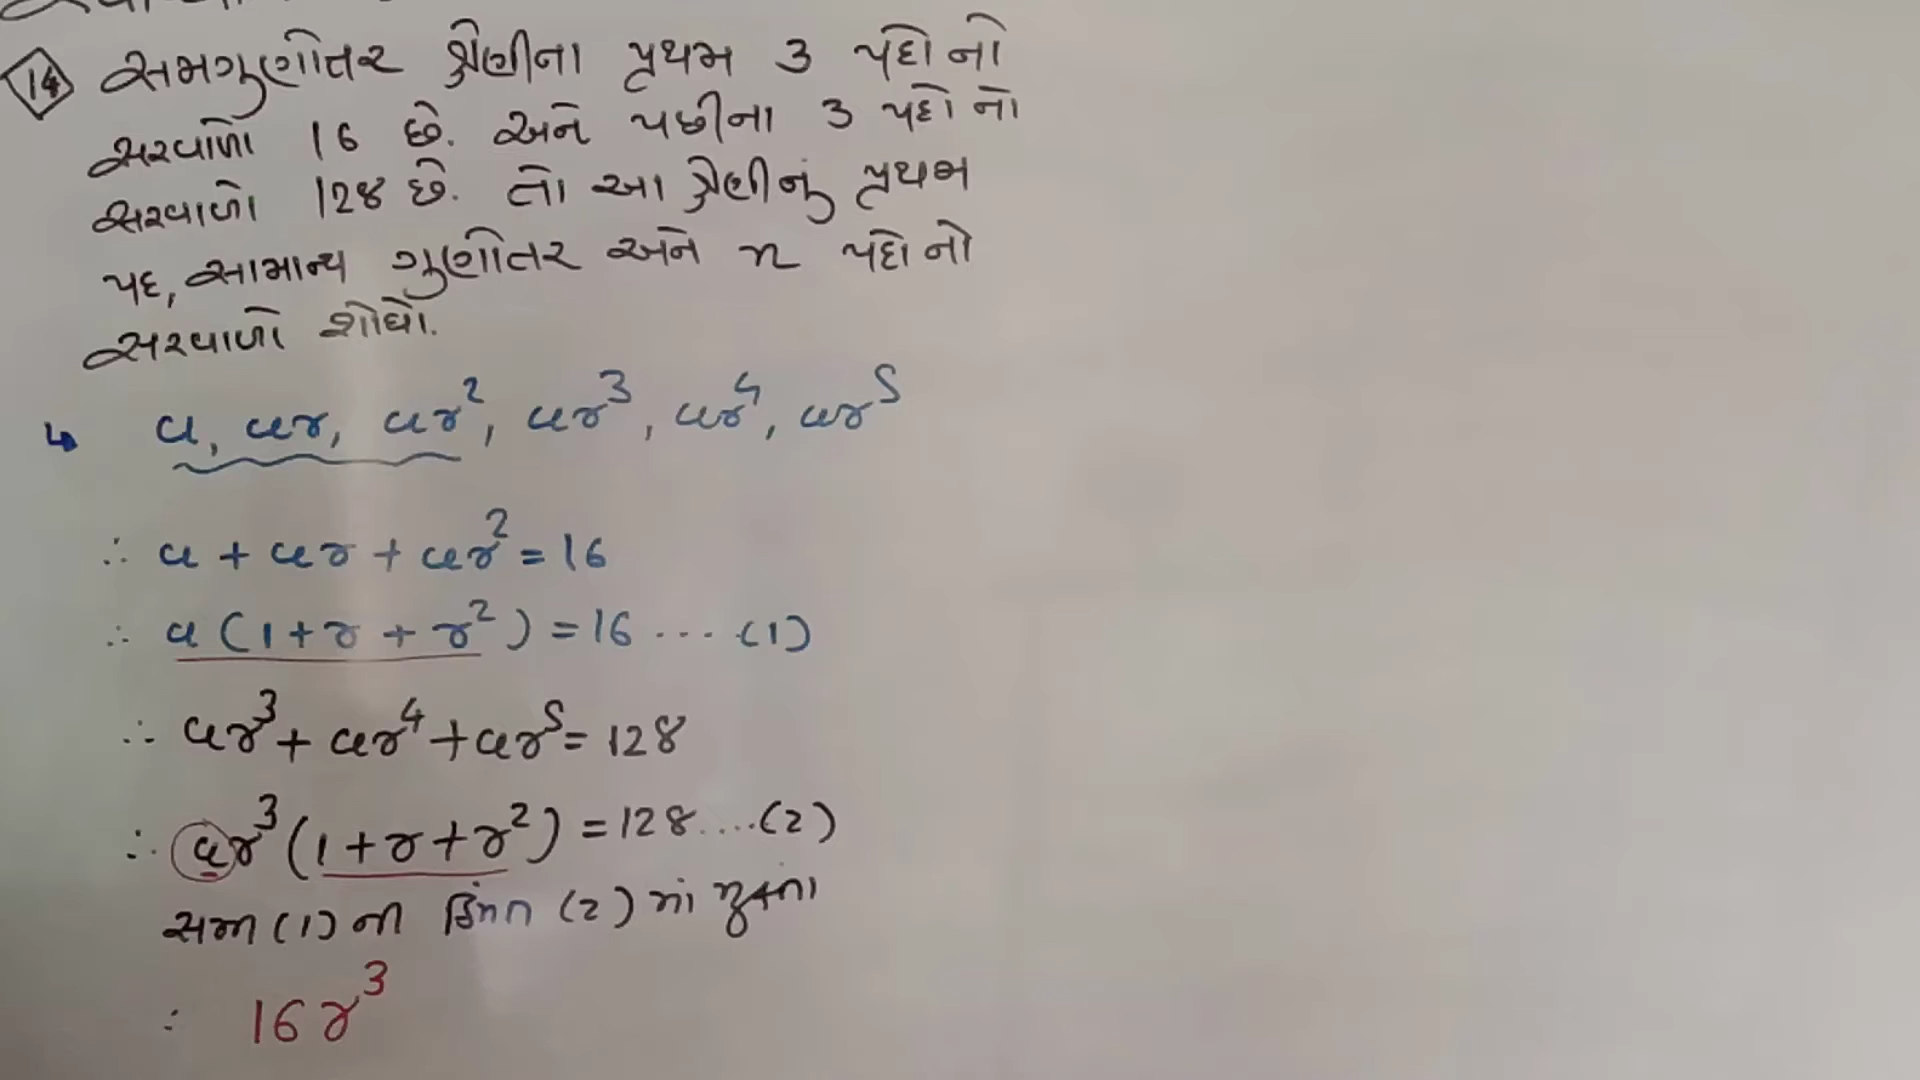 14 સમગુણોતર શ્રેણીના પ્રથમ 3 પદોનો
સરવાળો 16 છે. અને પછીના 3 પદોનો
સરવાળો 128 છે. તો આ શ્રેણીનું પ્રથમ
પદ, સામાન્ય ગુણોતર અને n પદોનો
સરવાળો શોધો.
↳ a, ar, ar², ar³, ar⁴, ar⁵
∴ a + ar + ar² = 16
∴ a (1 + r + r²) = 16 ... (1)
∴ ar³ + ar⁴ + ar⁵ = 128
∴ ar³ (1 + r + r²) = 128 .... (2)
સમી (1) ની કિંમત (2) માં મુકતા
: 16 r³